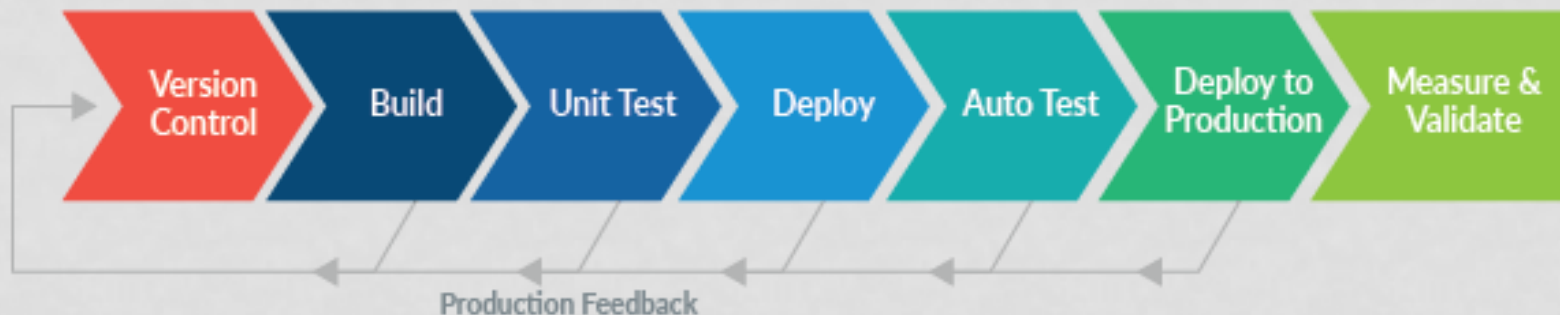 Version
Control
Build
Unit Test
Deploy
Auto Test
Deploy to
Production
Measure &
Validate
Production Feedback